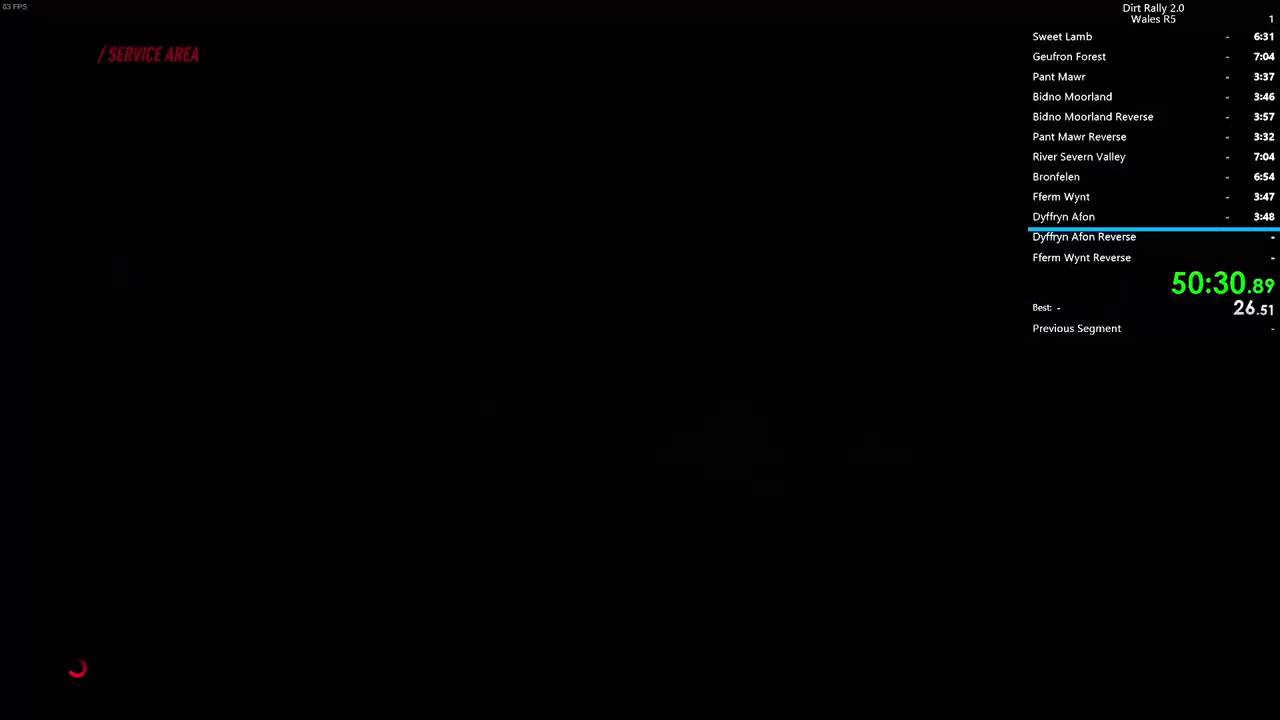 83 FPS
Dirt Rally 2.0
Wales R5 1
/ SERVICE AREA
Sweet Lamb - 6:31
Geufron Forest - 7:04
Pant Mawr - 3:37
Bidno Moorland - 3:46
Bidno Moorland Reverse - 3:57
Pant Mawr Reverse - 3:32
River Severn Valley - 7:04
Bronfelen - 6:54
Fferm Wynt - 3:47
Dyffryn Afon - 3:48
Dyffryn Afon Reverse -
Fferm Wynt Reverse -
50:30.89
Best: - 26.51
Previous Segment -